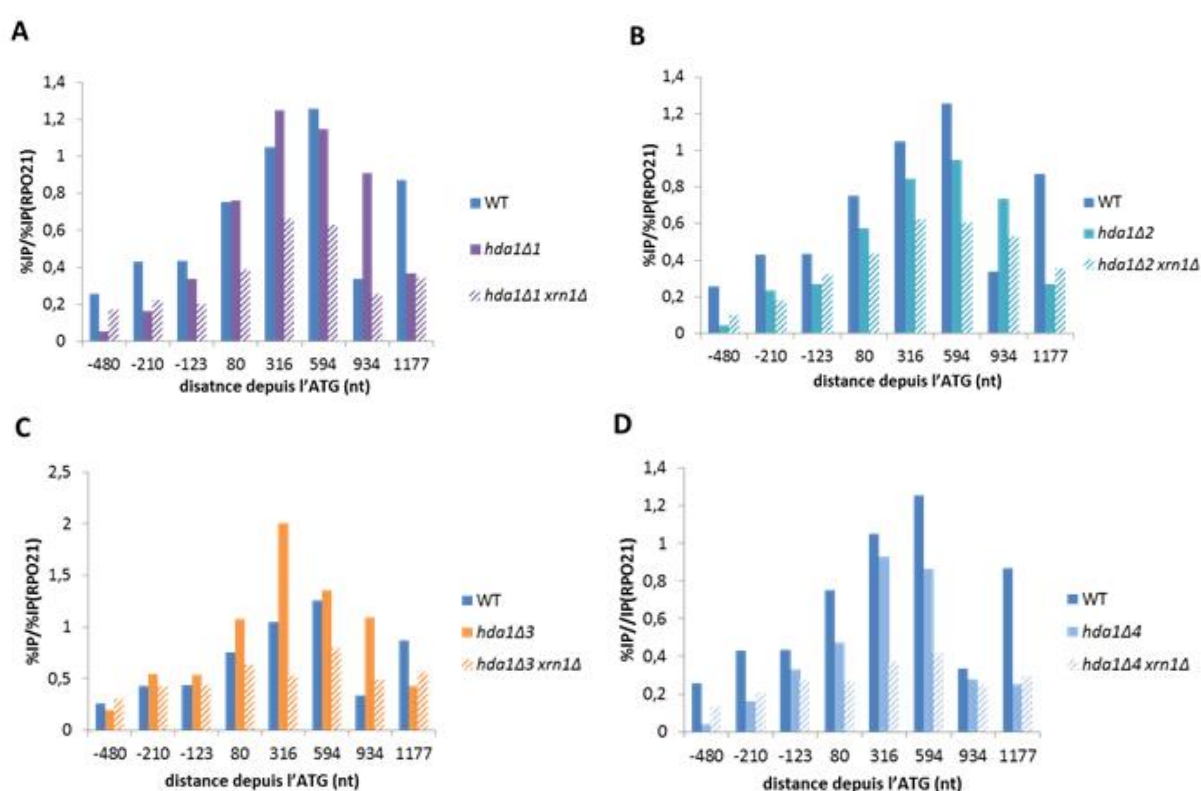 A
1,4
1,2
1
0,8
0,6
0,4
0,2
0
%IP/%IP(RPO21)
-480 -210 -123 80 316 594 934 1177
disatnce depuis l'ATG (nt)
WT
hda1Δ1
hda1Δ1 xrn1Δ
B
1,4
1,2
1
0,8
0,6
0,4
0,2
0
%IP/%IP(RPO21)
-480 -210 -123 80 316 594 934 1177
distance depuis l'ATG (nt)
WT
hda1Δ2
hda1Δ2 xrn1Δ
C
2,5
2
1,5
1
0,5
0
%IP/%IP(RPO21)
-480 -210 -123 80 316 594 934 1177
distance depuis l'ATG (nt)
WT
hda1Δ3
hda1Δ3 xrn1Δ
D
1,4
1,2
1
0,8
0,6
0,4
0,2
0
%IP//IP(RPO21)
-480 -210 -123 80 316 594 934 1177
distance depuis l'ATG (nt)
WT
hda1Δ4
hda1Δ4 xrn1Δ